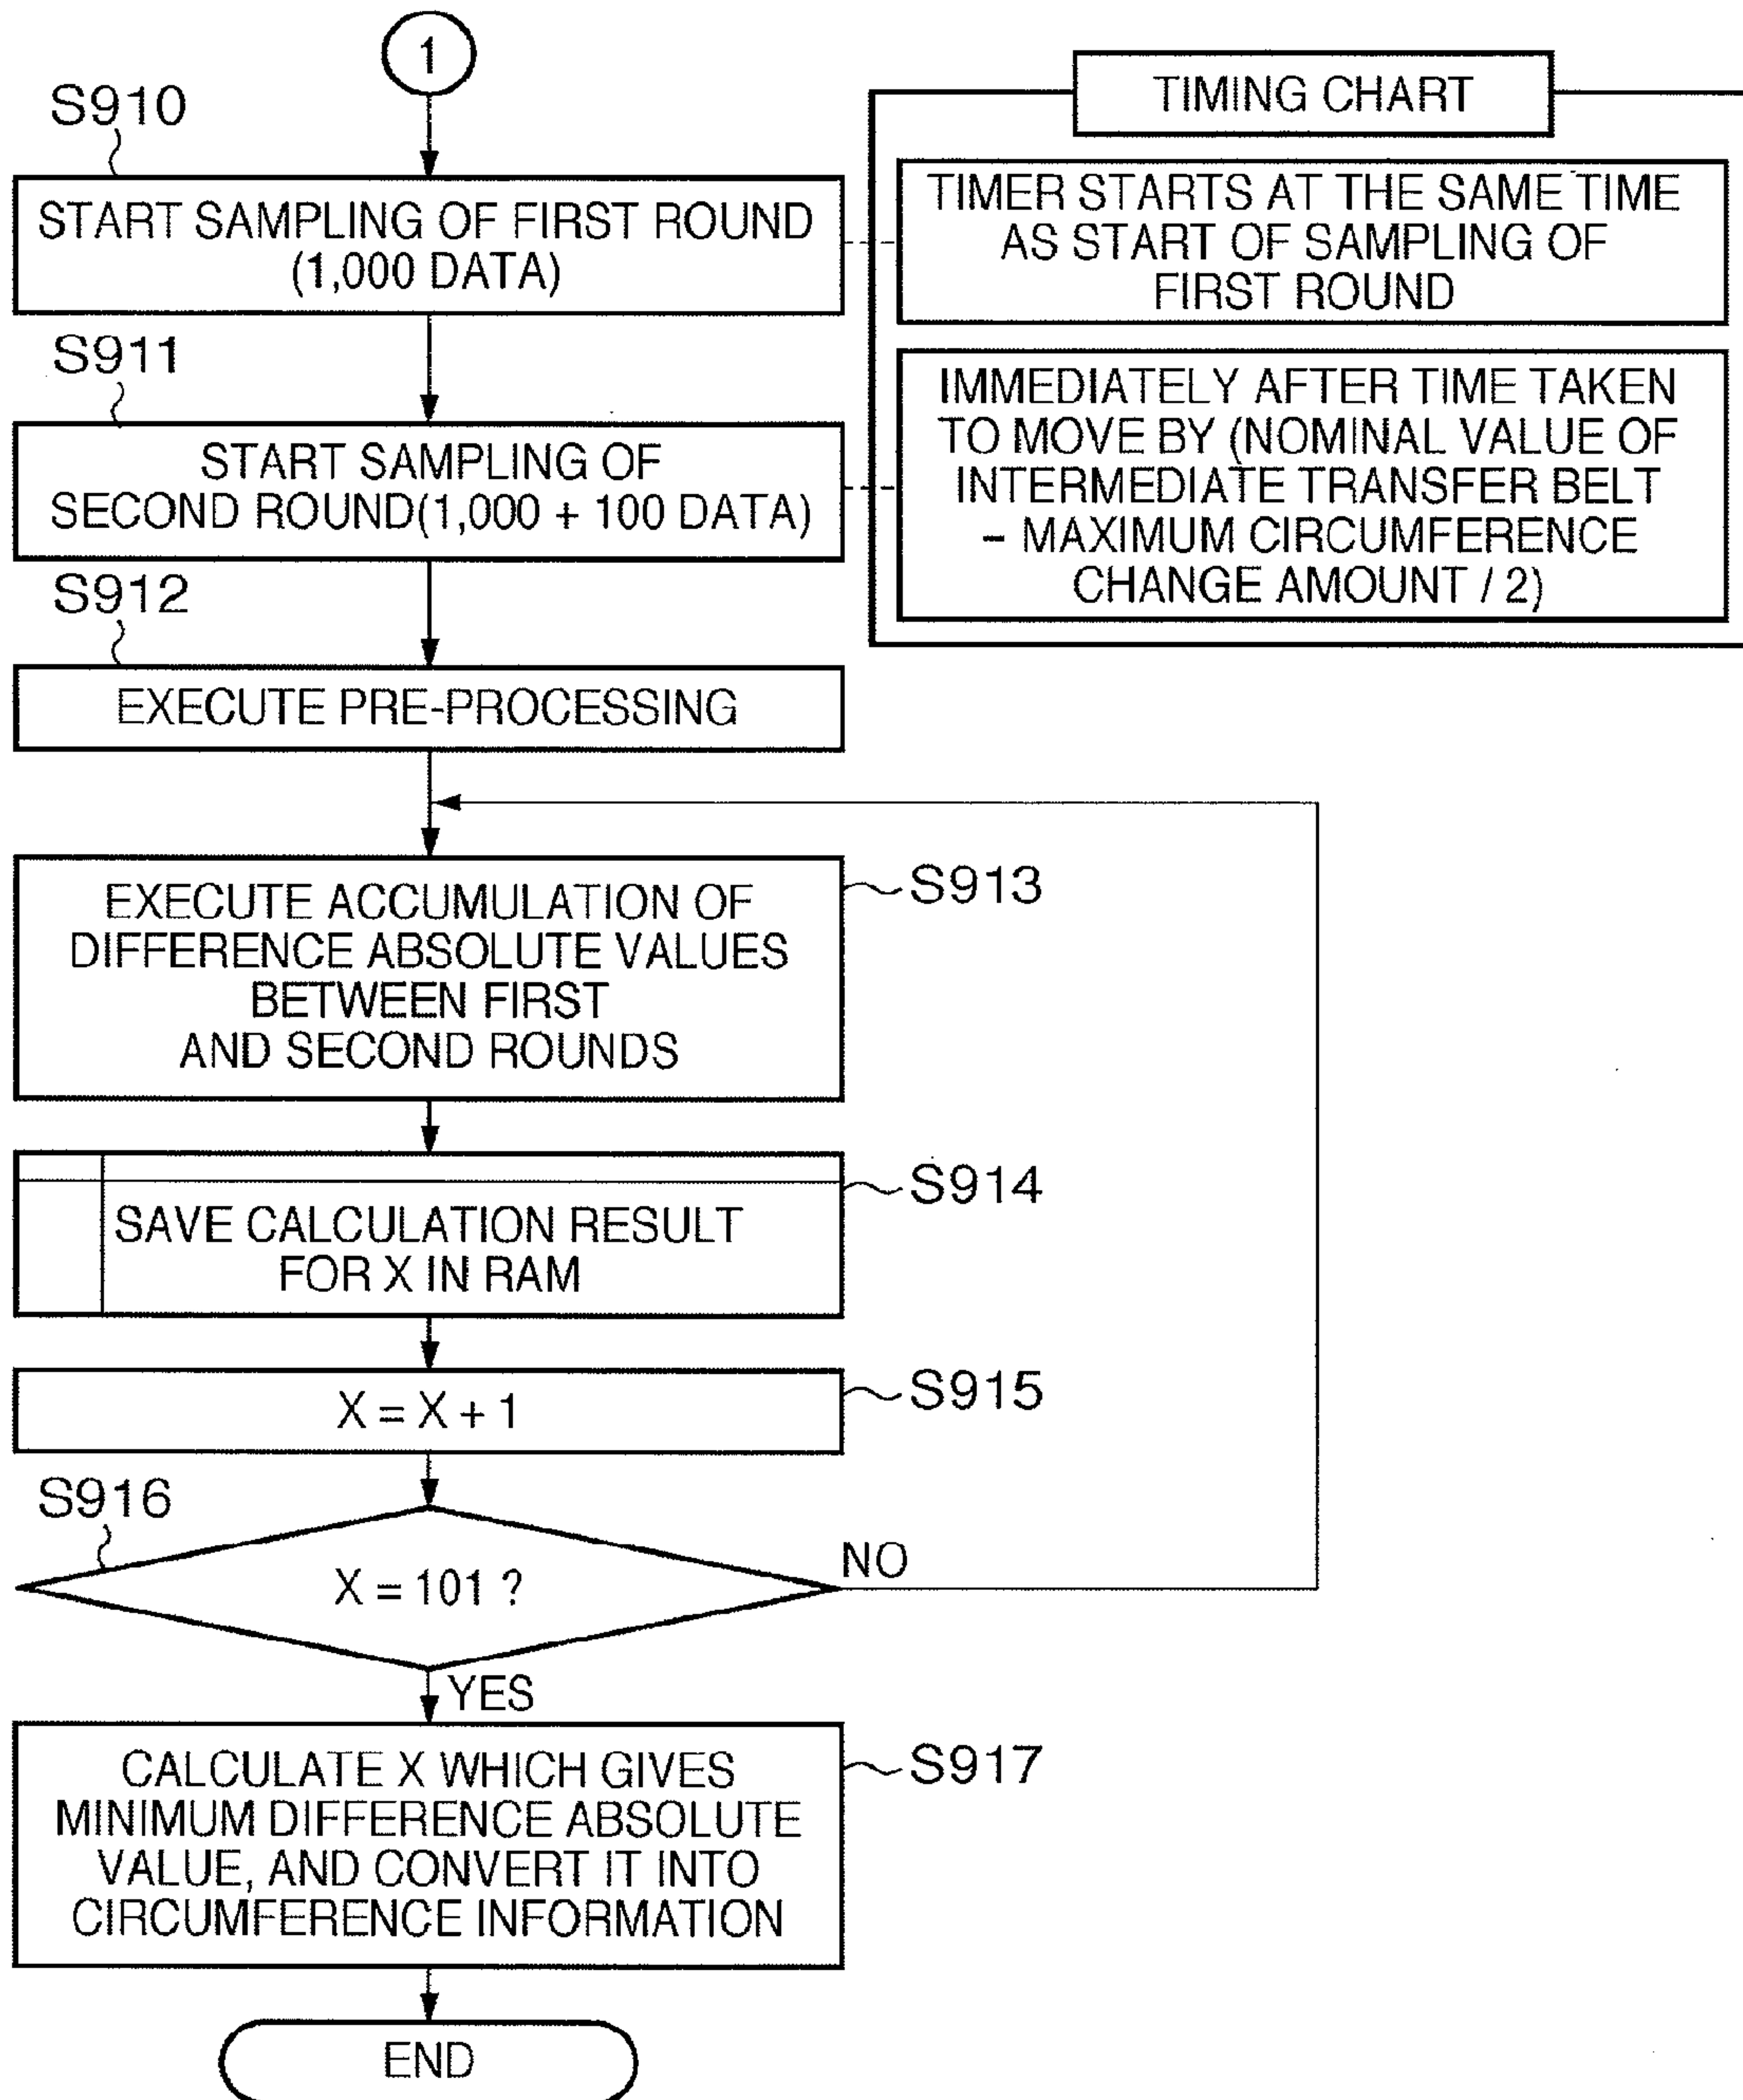 1
S910
START SAMPLING OF FIRST ROUND
(1,000 DATA)
TIMING CHART
TIMER STARTS AT THE SAME TIME
AS START OF SAMPLING OF
FIRST ROUND
S911
START SAMPLING OF
SECOND ROUND(1,000 + 100 DATA)
IMMEDIATELY AFTER TIME TAKEN
TO MOVE BY (NOMINAL VALUE OF
INTERMEDIATE TRANSFER BELT
– MAXIMUM CIRCUMFERENCE
CHANGE AMOUNT / 2)
S912
EXECUTE PRE-PROCESSING
EXECUTE ACCUMULATION OF
DIFFERENCE ABSOLUTE VALUES
BETWEEN FIRST
AND SECOND ROUNDS
S913
SAVE CALCULATION RESULT
FOR X IN RAM
S914
X = X + 1
S915
S916
X = 101 ?
NO
YES
CALCULATE X WHICH GIVES
MINIMUM DIFFERENCE ABSOLUTE
VALUE, AND CONVERT IT INTO
CIRCUMFERENCE INFORMATION
S917
END